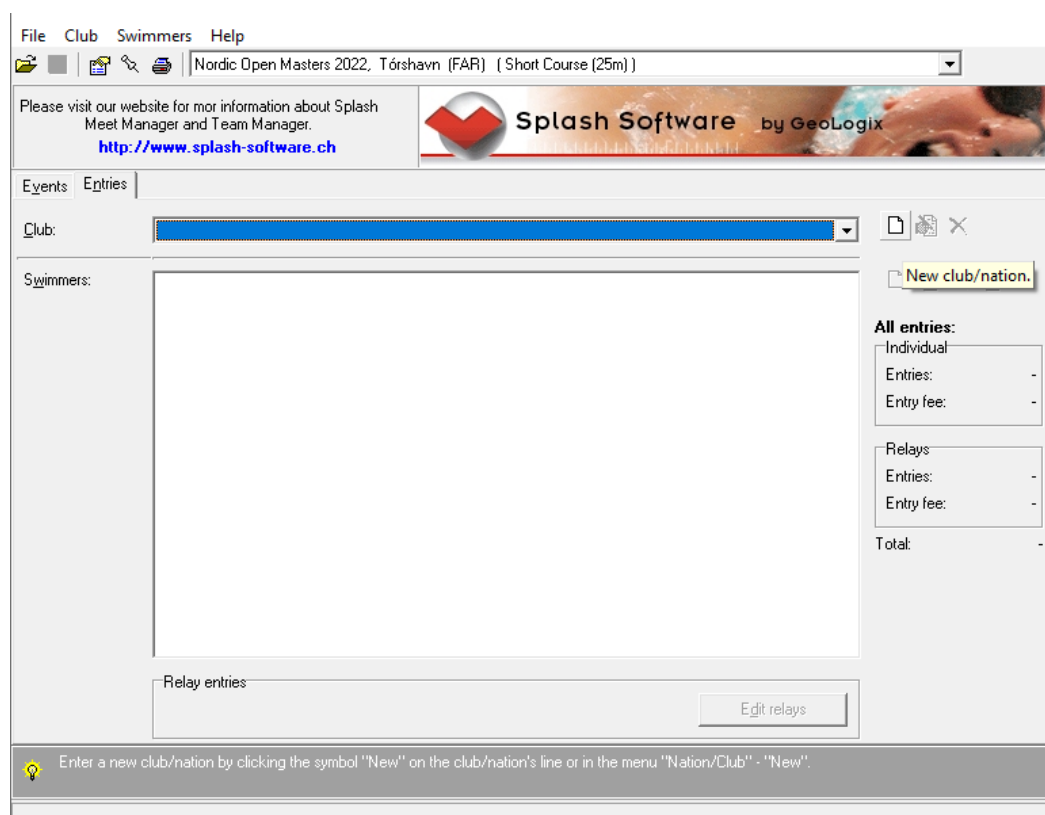 File Club Swimmers Help
Nordic Open Masters 2022, Tórshavn (FAR) ( Short Course (25m) )
Please visit our website for mor information about Splash
Meet Manager and Team Manager.
http://www.splash-software.ch
Splash Software by GeoLogix
Events Entries
Club:
New club/nation.
Swimmers:
All entries:
Individual
Entries: -
Entry fee: -
Relays
Entries: -
Entry fee: -
Total: -
Relay entries
Edit relays
Enter a new club/nation by clicking the symbol "New" on the club/nation's line or in the menu "Nation/Club" - "New".